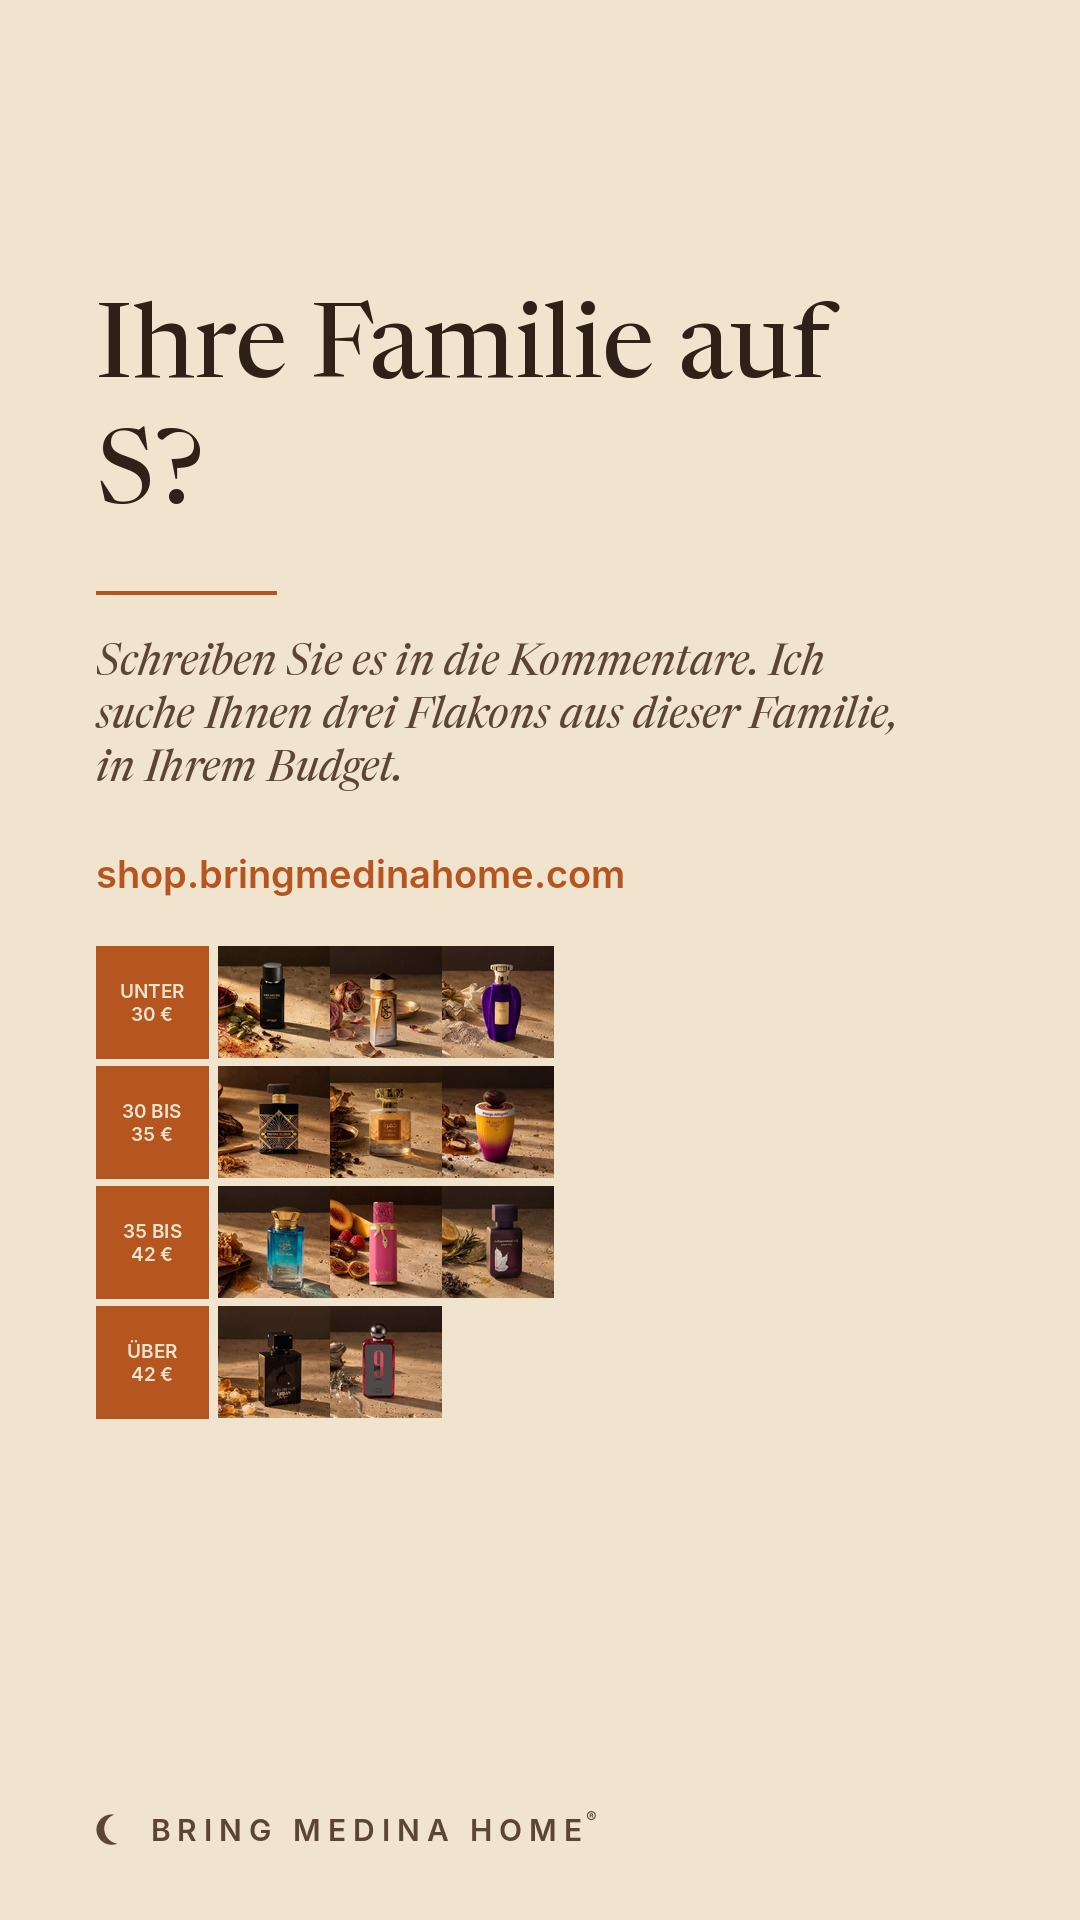 Ihre Familie auf
S?
Schreiben Sie es in die Kommentare. Ich
suche Ihnen drei Flakons aus dieser Familie,
in Ihrem Budget.
shop.bringmedinahome.com
UNTER
30 €
30 BIS
35 €
35 BIS
42 €
ÜBER
42 €
9
BRING MEDINA HOME®